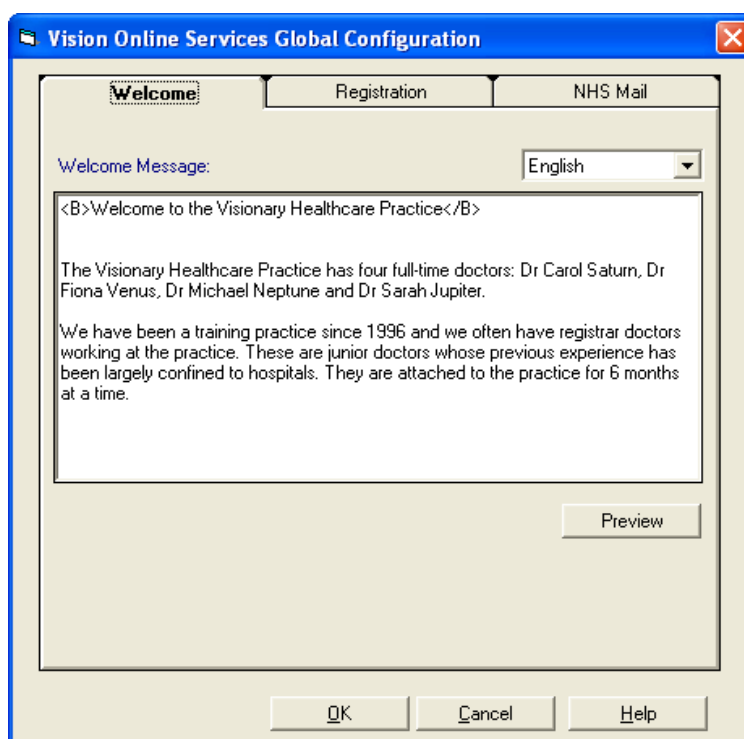 Vision Online Services Global Configuration
Welcome
Registration
NHS Mail
Welcome Message:
English
<B>Welcome to the Visionary Healthcare Practice</B>
The Visionary Healthcare Practice has four full-time doctors: Dr Carol Saturn, Dr
Fiona Venus, Dr Michael Neptune and Dr Sarah Jupiter.
We have been a training practice since 1996 and we often have registrar doctors
working at the practice. These are junior doctors whose previous experience has
been largely confined to hospitals. They are attached to the practice for 6 months
at a time.
Preview
OK
Cancel
Help